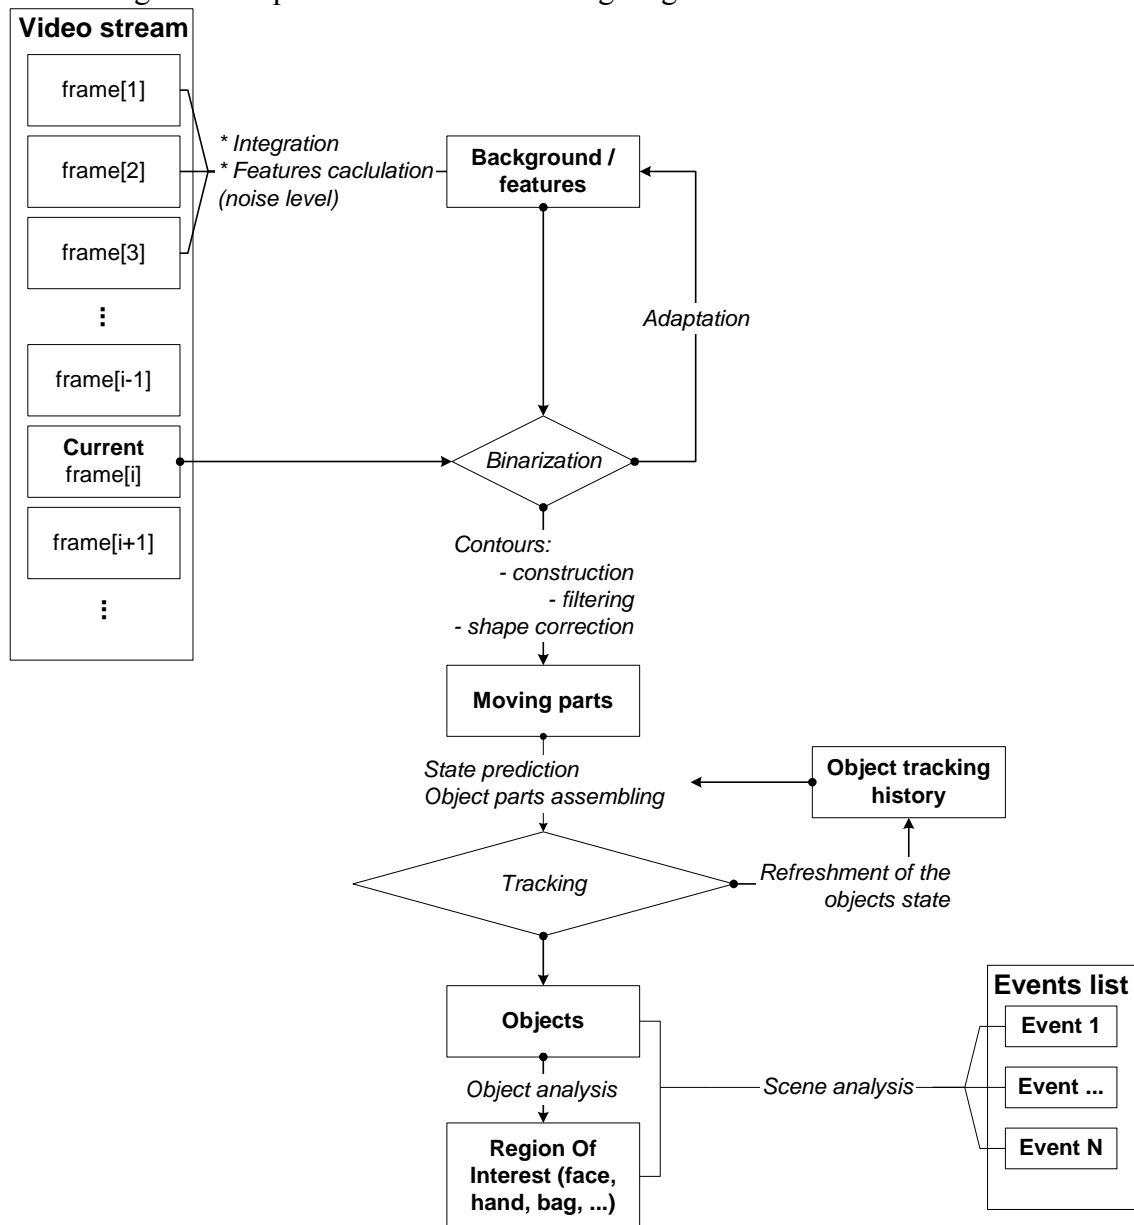 Video stream
frame[1]
frame[2]
frame[3]
...
frame[i-1]
Current
frame[i]
frame[i+1]
...
* Integration
* Features caclulation
(noise level)
Background /
features
Adaptation
Binarization
Contours:
- construction
- filtering
- shape correction
Moving parts
State prediction
Object parts assembling
Object tracking
history
Tracking
Refreshment of the
objects state
Objects
Object analysis
Region Of
Interest (face,
hand, bag, ...)
Scene analysis
Events list
Event 1
Event ...
Event N